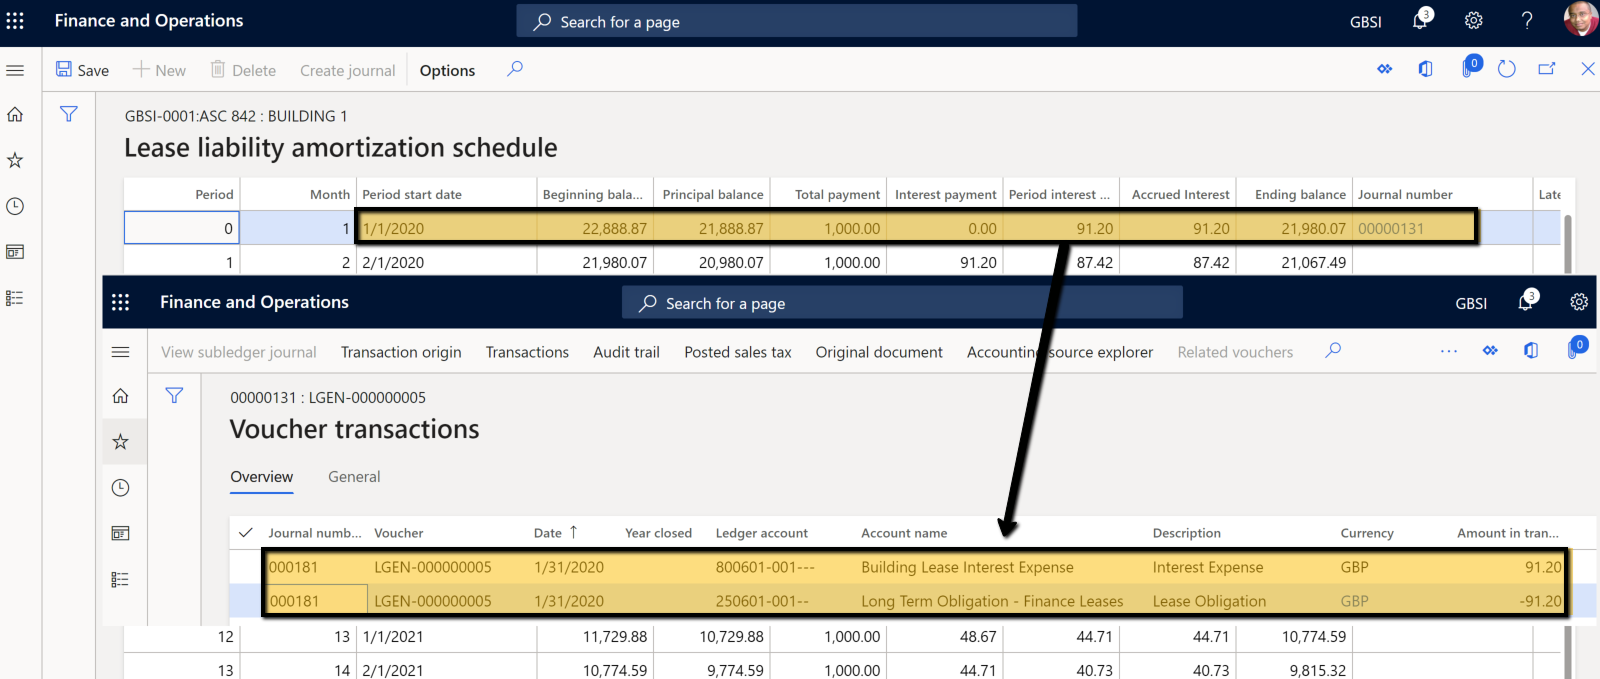 Finance and Operations Search for a page GBSI 3 ?
Save New Delete Create journal Options 0
GBSI-0001:ASC 842 : BUILDING 1
Lease liability amortization schedule
Period Month Period start date Beginning bala... Principal balance Total payment Interest payment Period interest ... Accrued Interest Ending balance Journal number Late
0 1 1/1/2020 22,888.87 21,888.87 1,000.00 0.00 91.20 91.20 21,980.07 00000131
1 2 2/1/2020 21,980.07 20,980.07 1,000.00 91.20 87.42 87.42 21,067.49
Finance and Operations Search for a page GBSI 3
View subledger journal Transaction origin Transactions Audit trail Posted sales tax Original document Accounting source explorer Related vouchers ... 0
00000131 : LGEN-000000005
Voucher transactions
Overview General
Journal numb... Voucher Date ↑ Year closed Ledger account Account name Description Currency Amount in tran...
000181 LGEN-000000005 1/31/2020 800601-001--- Building Lease Interest Expense Interest Expense GBP 91.20
000181 LGEN-000000005 1/31/2020 250601-001-- Long Term Obligation - Finance Leases Lease Obligation GBP -91.20
12 13 1/1/2021 11,729.88 10,729.88 1,000.00 48.67 44.71 44.71 10,774.59
13 14 2/1/2021 10,774.59 9,774.59 1,000.00 44.71 40.73 40.73 9,815.32